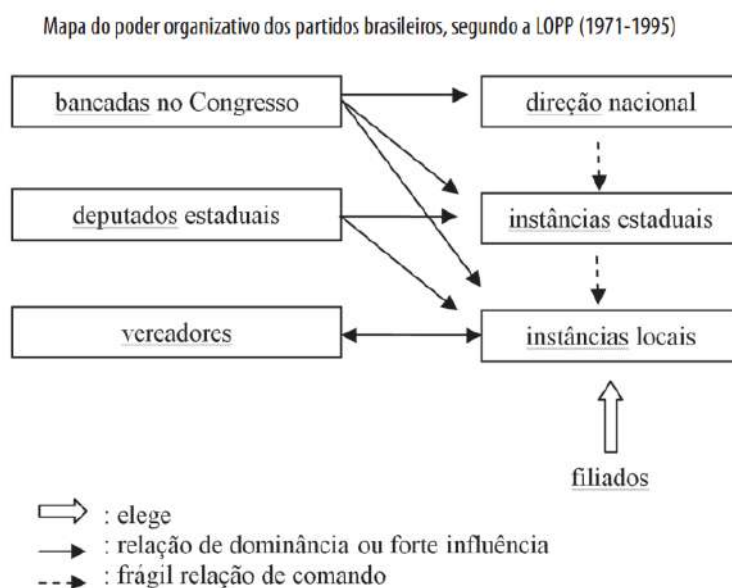 Mapa do poder organizativo dos partidos brasileiros, segundo a LOPP (1971-1995)
bancadas no Congresso
direção nacional
deputados estaduais
instâncias estaduais
vereadores
instâncias locais
filiados
: elege
: relação de dominância ou forte influência
: frágil relação de comando